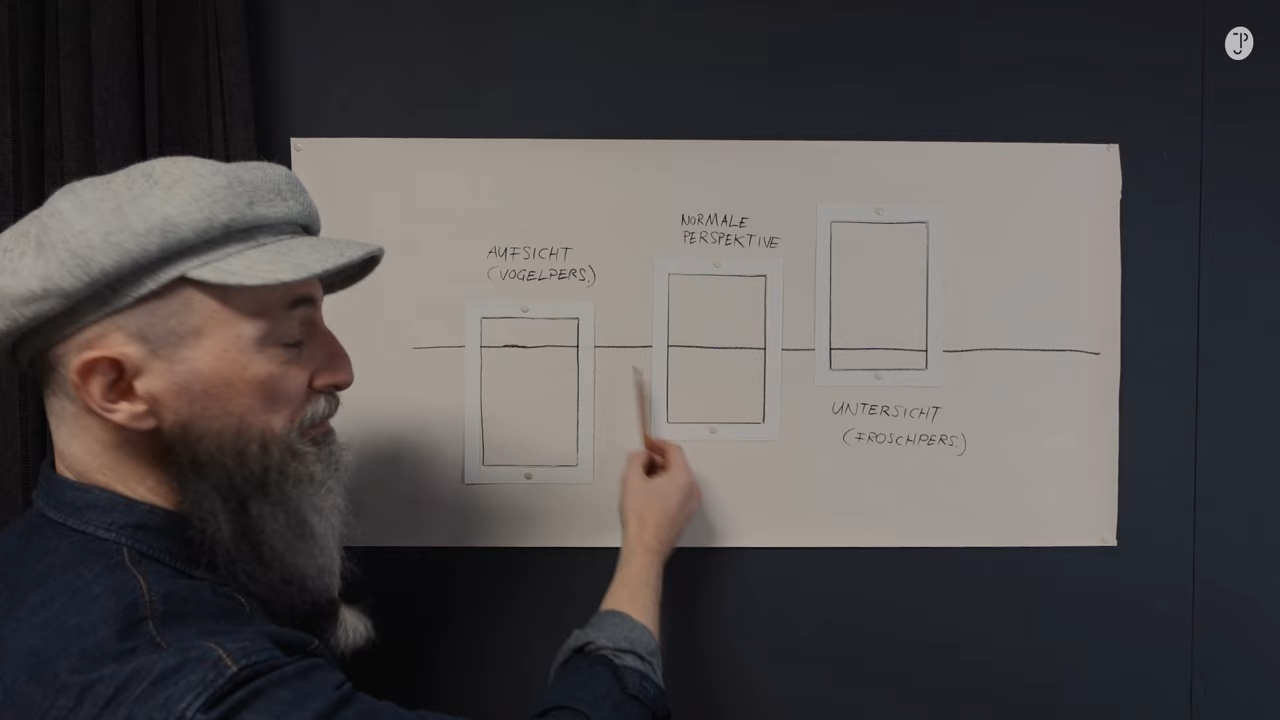 AUFSICHT
(VOGELPERS.)
NORMALE
PERSPEKTIVE
UNTERSICHT
(FROSCHPERS.)